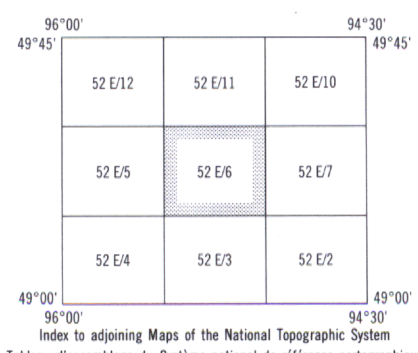 96°00' 94°30'
49°45' 49°45'
52 E/12 52 E/11 52 E/10
52 E/5 52 E/6 52 E/7
52 E/4 52 E/3 52 E/2
49°00' 49°00'
96°00' 94°30'
Index to adjoining Maps of the National Topographic System